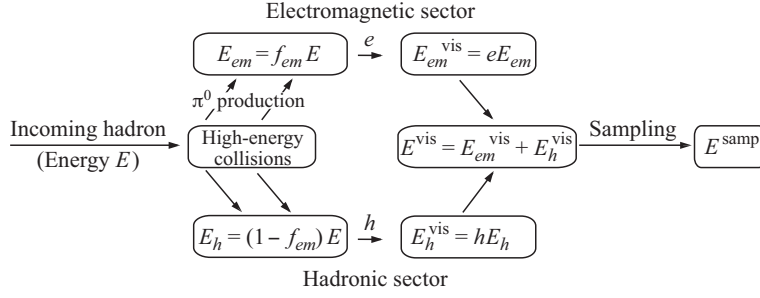 Electromagnetic sector
E_em = f_em E
e
E_em^vis = eE_em
π⁰ production
Incoming hadron
(Energy E)
High-energy
collisions
E^vis = E_em^vis + E_h^vis
Sampling
E^samp
E_h = (1 – f_em) E
h
E_h^vis = hE_h
Hadronic sector